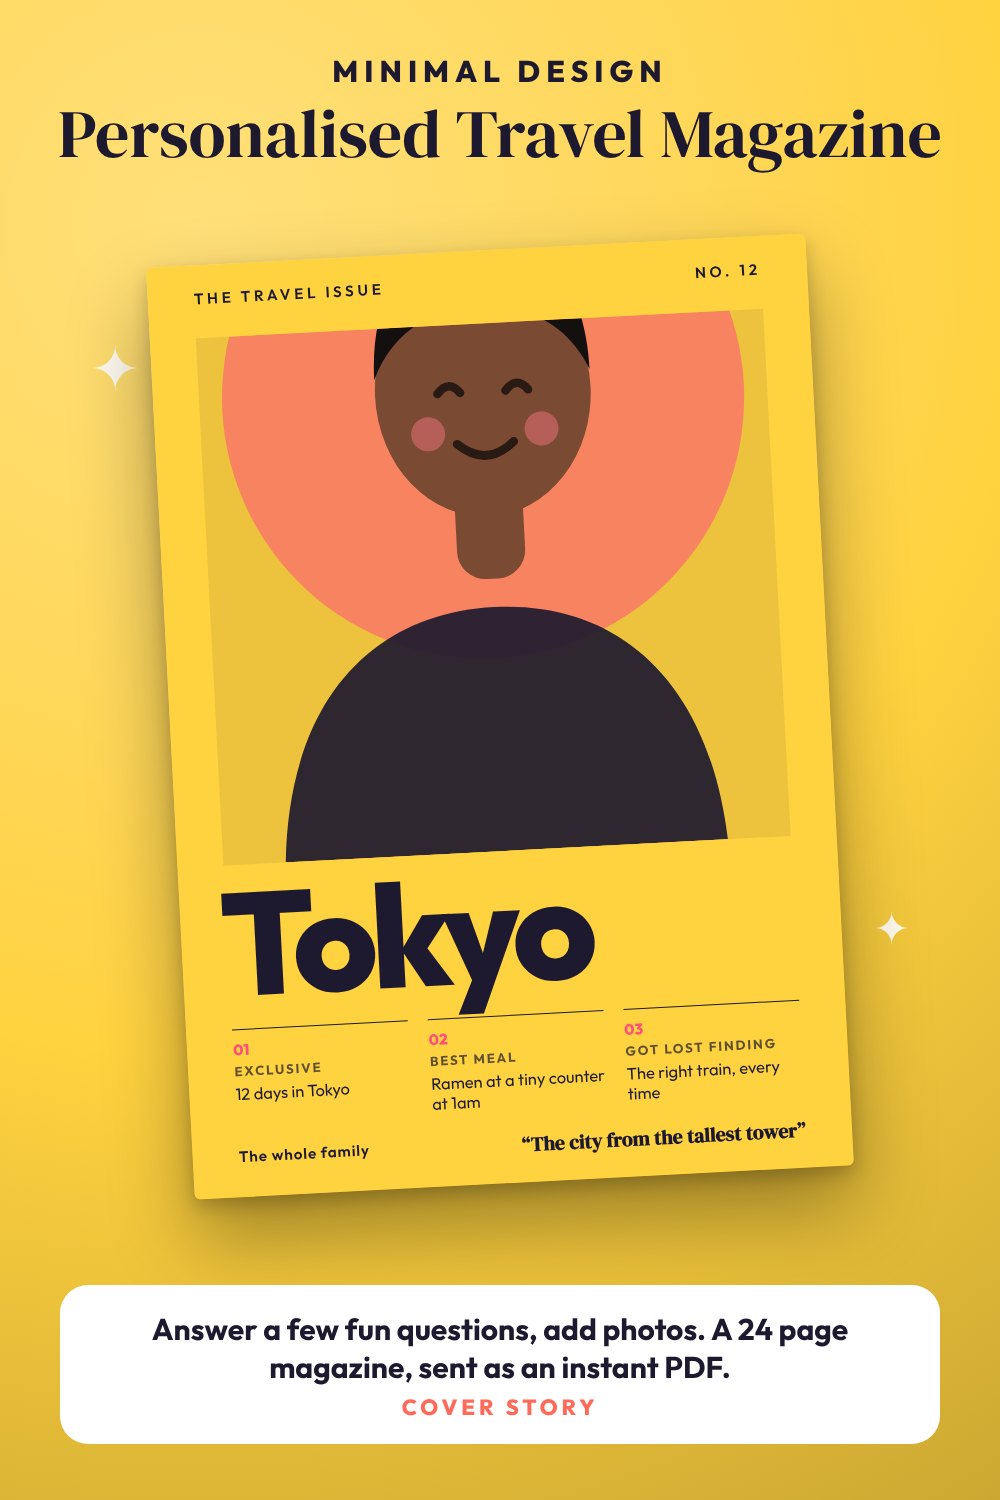 MINIMAL DESIGN
Personalised Travel Magazine
THE TRAVEL ISSUE
NO. 12
Tokyo
01
EXCLUSIVE
12 days in Tokyo
02
BEST MEAL
Ramen at a tiny counter
at 1am
03
GOT LOST FINDING
The right train, every
time
The whole family
“The city from the tallest tower”
Answer a few fun questions, add photos. A 24 page
magazine, sent as an instant PDF.
COVER STORY